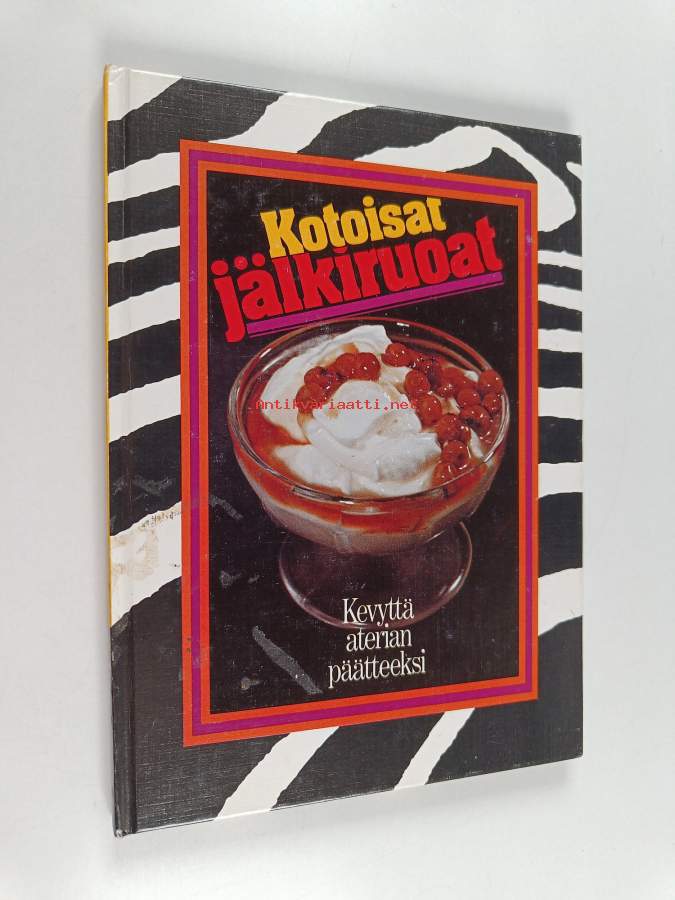 Kotoisat
jälkiruoat
Antikvariaatti.net
Kevyttä
aterian
päätteeksi